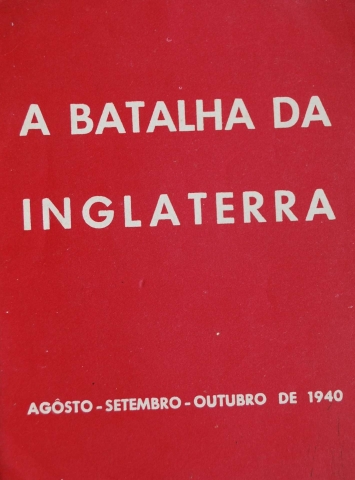 A BATALHA DA
INGLATERRA
AGÔSTO - SETEMBRO - OUTUBRO DE 1940